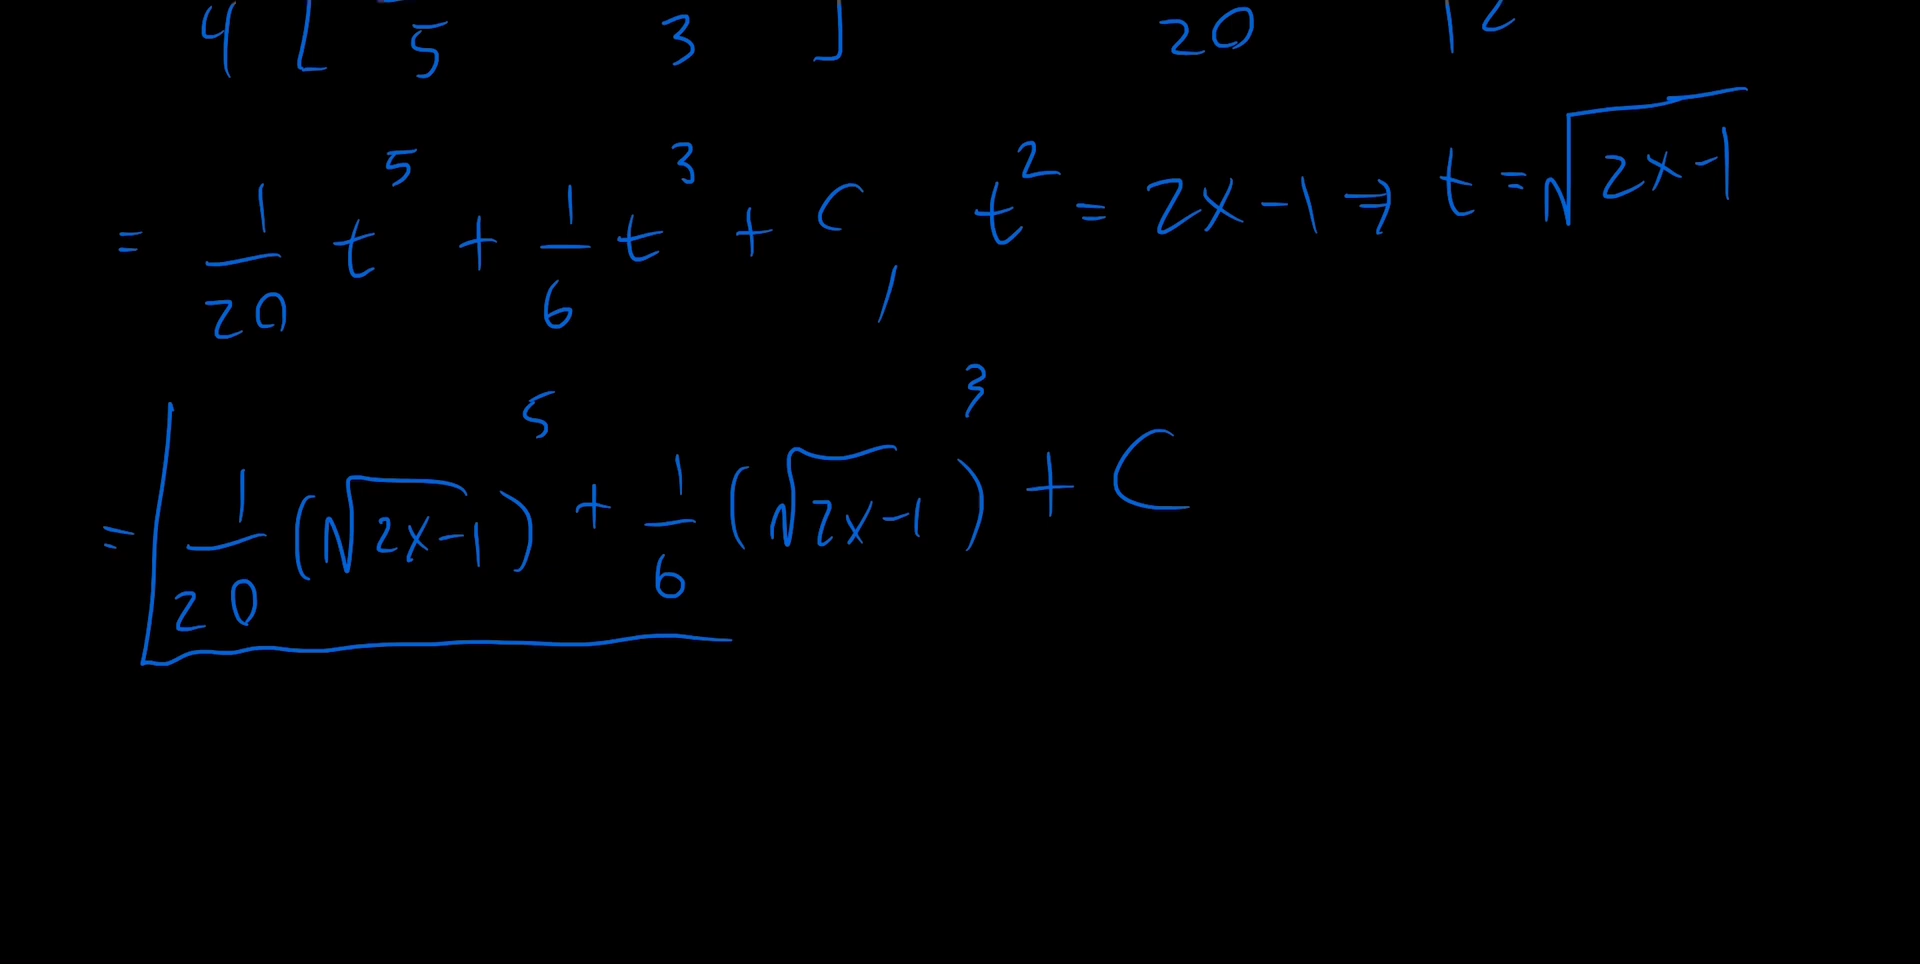 4 [ 5 3 ] 20 12
= 1/20 t^5 + 1/6 t^3 + C , t^2 = 2x - 1 ⇒ t = √(2x-1)
= 1/20 (√(2x-1))^5 + 1/6 (√(2x-1))^3 + C